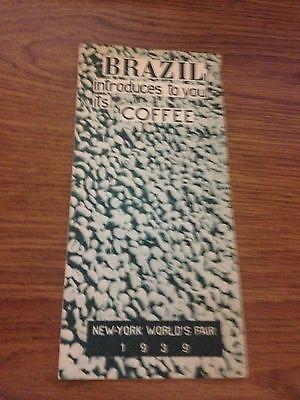 BRAZIL
introduces to you
its COFFEE
NEW-YORK WORLD'S FAIR
1939